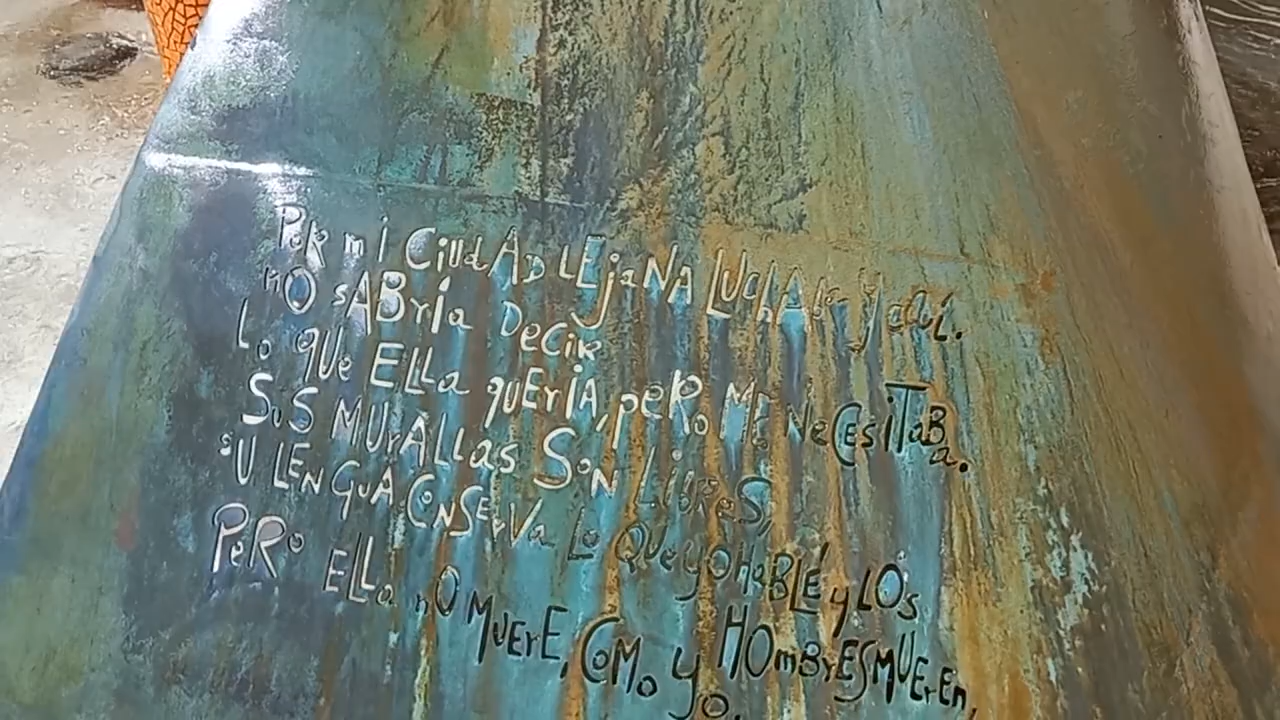 Por mi CiudAD LEjaNA LUchAba y caí.
nO sABría Decir
Lo qUe ELLa quEríA, peRo Me NeCesiTaBa.
SuS MUrALLas SoN LiBReS,
sU LEnGuA ConSErVa Lo QUe yO HaBLÉ y LOs HOmBrES MUEren,
PeRo ELLa nO MUErE, CoMo yo.